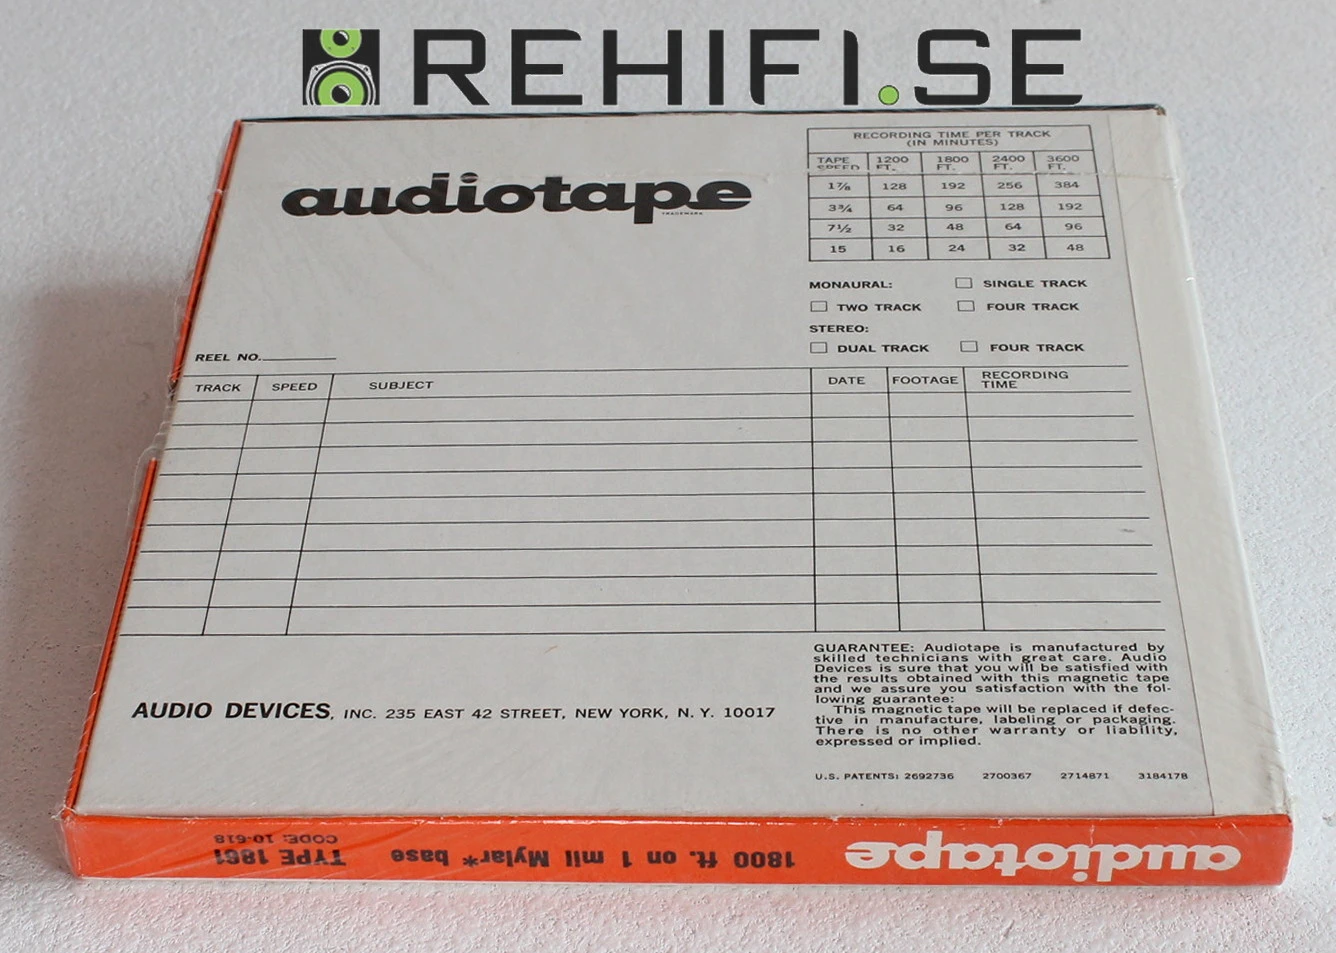 REHIFI.SE
audiotape
TRADEMARK
RECORDING TIME PER TRACK
(IN MINUTES)
TAPE SPEED 1200 FT. 1800 FT. 2400 FT. 3600 FT.
1⅞ 128 192 256 384
3¾ 64 96 128 192
7½ 32 48 64 96
15 16 24 32 48
MONAURAL: SINGLE TRACK
TWO TRACK FOUR TRACK
STEREO:
DUAL TRACK FOUR TRACK
REEL NO.
TRACK SPEED SUBJECT DATE FOOTAGE RECORDING TIME
GUARANTEE: Audiotape is manufactured by
skilled technicians with great care. Audio
Devices is sure that you will be satisfied with
the results obtained with this magnetic tape
and we assure you satisfaction with the fol-
lowing guarantee:
This magnetic tape will be replaced if defec-
tive in manufacture, labeling or packaging.
There is no other warranty or liability,
expressed or implied.
AUDIO DEVICES, INC. 235 EAST 42 STREET, NEW YORK, N. Y. 10017
U.S. PATENTS: 2692736 2700367 2714871 3184178
audiotape
1800 ft. on 1 mil Mylar* base
TYPE 1861
CODE: 10-618